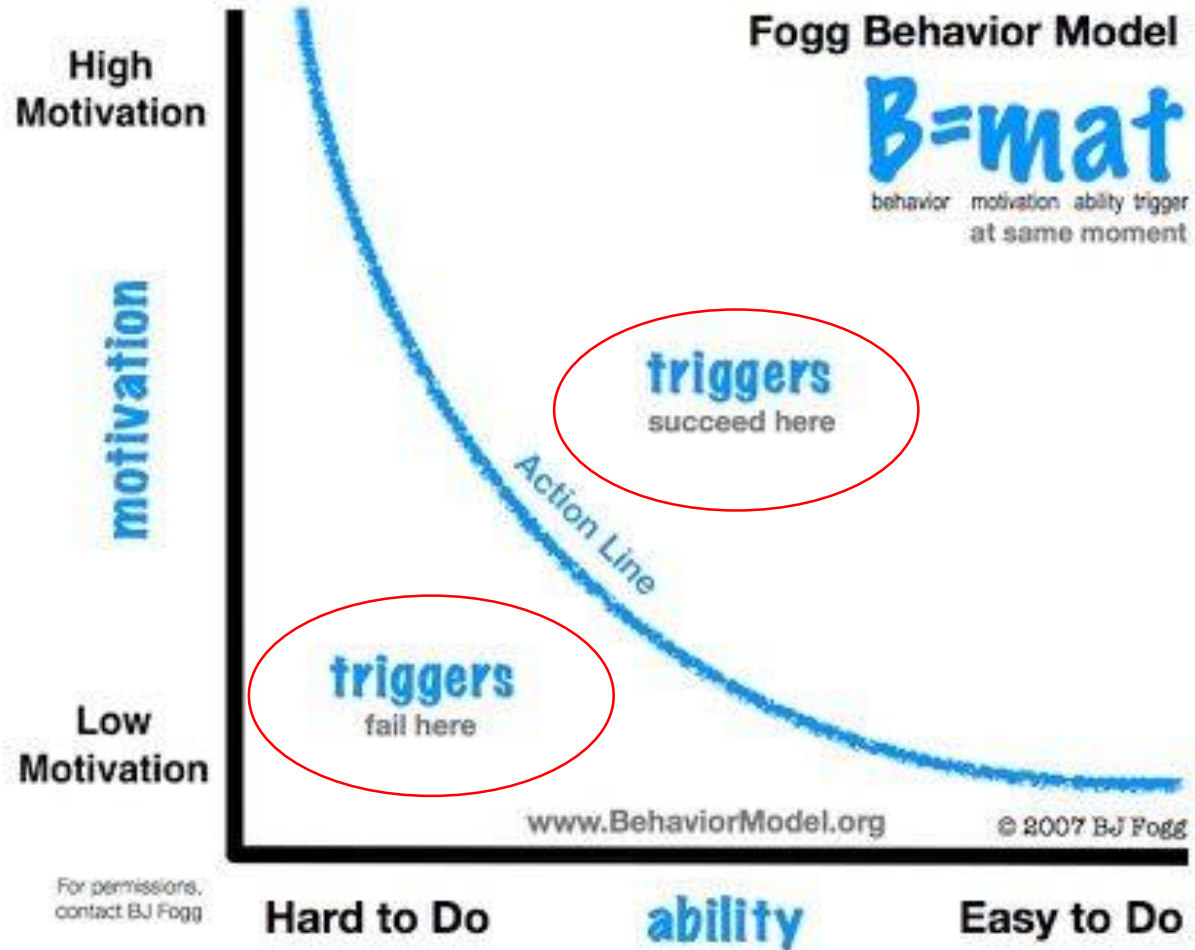 Fogg Behavior Model
B=mat
behavior motivation ability trigger
at same moment
High
Motivation
motivation
triggers
succeed here
Action Line
triggers
fail here
Low
Motivation
www.BehaviorModel.org
© 2007 BJ Fogg
For permissions,
contact BJ Fogg
Hard to Do
ability
Easy to Do